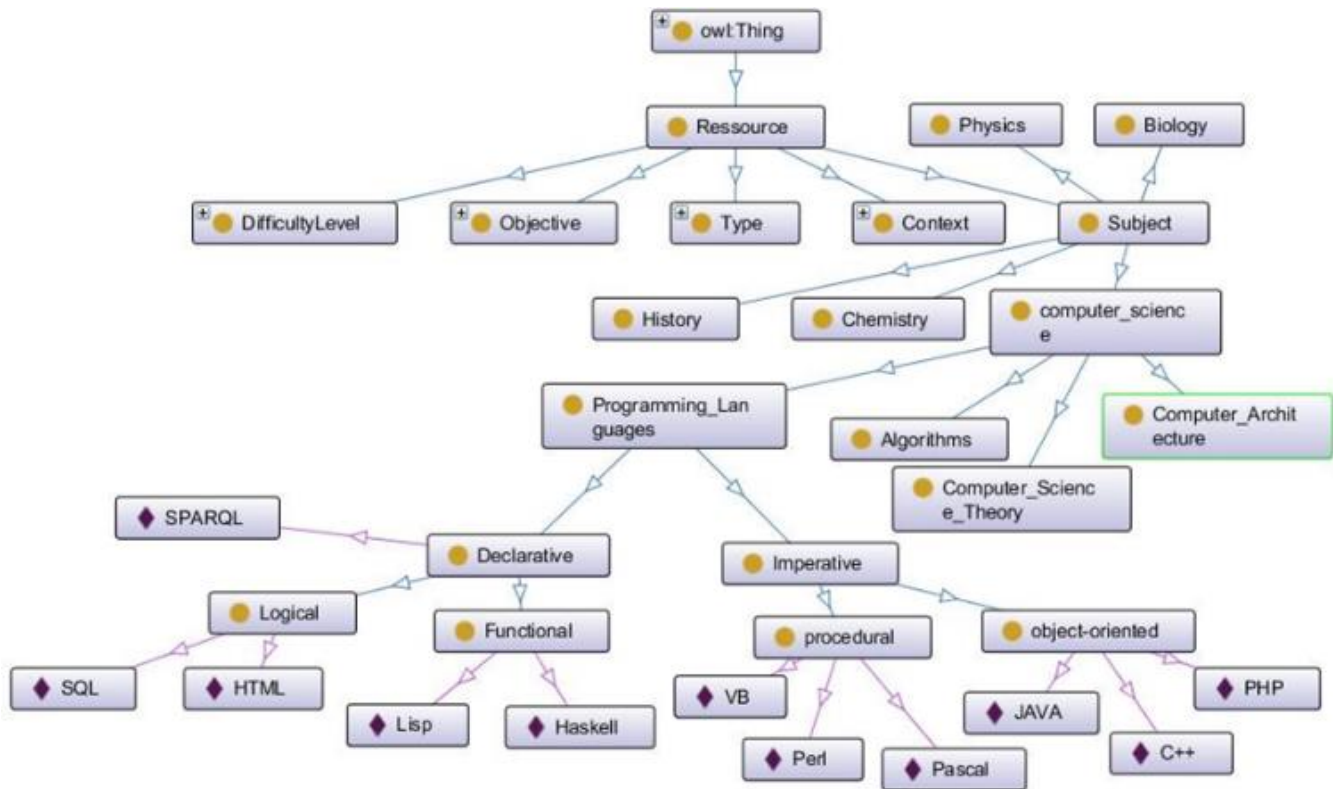 owl:Thing
Ressource
Physics
Biology
DifficultyLevel
Objective
Type
Context
Subject
History
Chemistry
computer_scienc
e
Programming_Lan
guages
Algorithms
Computer_Archit
ecture
Computer_Scienc
e_Theory
SPARQL
Declarative
Imperative
Logical
Functional
procedural
object-oriented
SQL
HTML
Lisp
Haskell
VB
Perl
Pascal
JAVA
C++
PHP